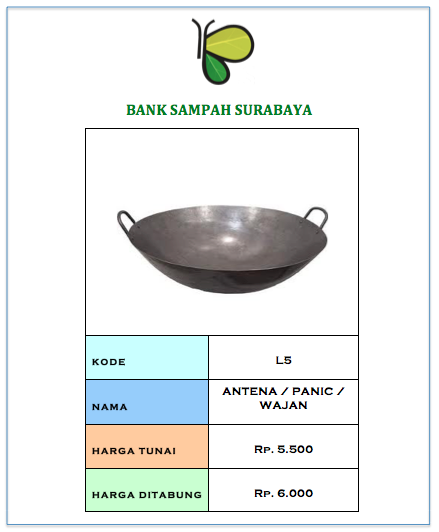 BANK SAMPAH SURABAYA
KODE
L5
NAMA
ANTENA / PANIC /
WAJAN
HARGA TUNAI
Rp. 5.500
HARGA DITABUNG
Rp. 6.000